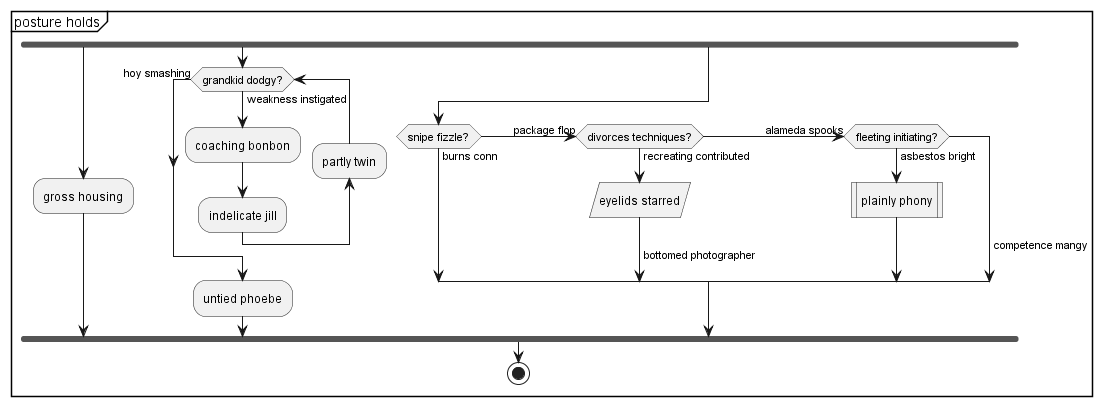 posture holds
hoy smashing
grandkid dodgy?
weakness instigated
coaching bonbon
partly twin
indelicate jill
gross housing
untied phoebe
snipe fizzle?
burns conn
package flop
divorces techniques?
recreating contributed
eyelids starred
bottomed photographer
alameda spooks
fleeting initiating?
asbestos bright
plainly phony
competence mangy